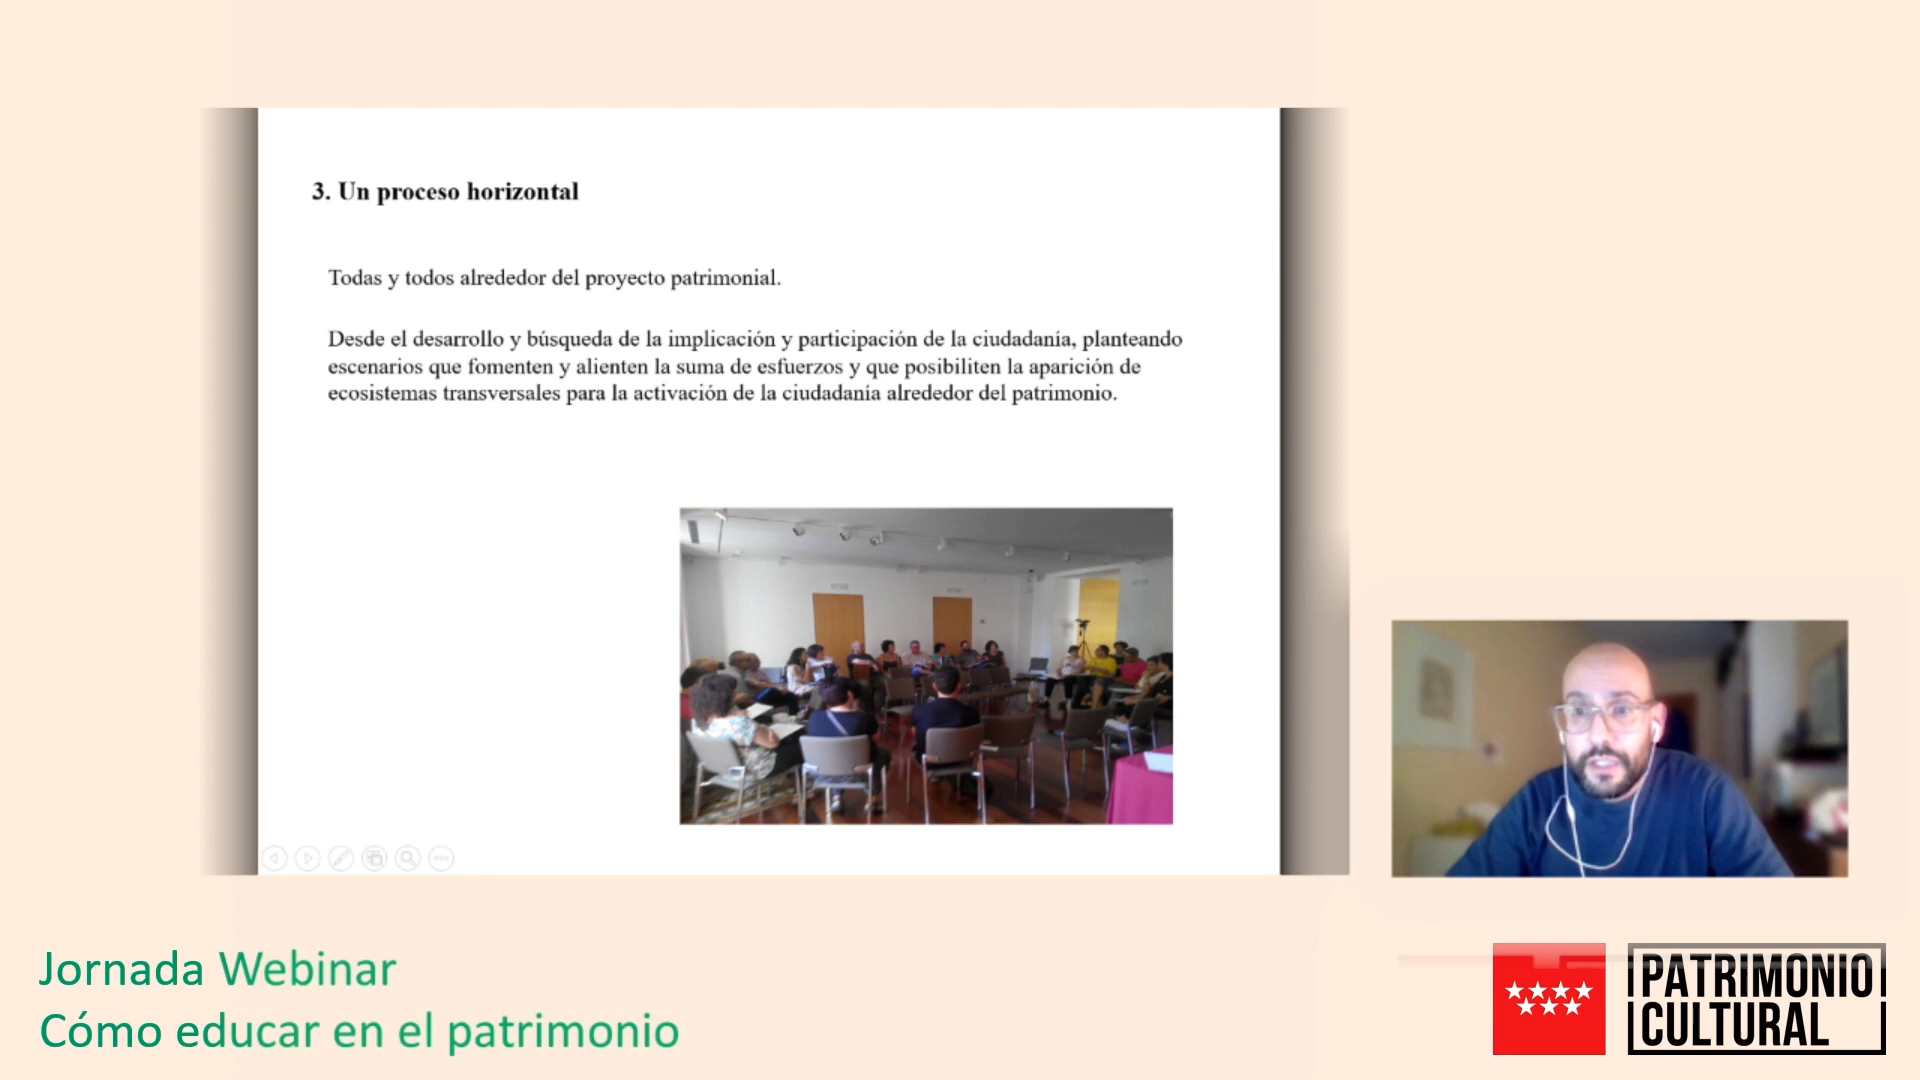 3. Un proceso horizontal
Todas y todos alrededor del proyecto patrimonial.
Desde el desarrollo y búsqueda de la implicación y participación de la ciudadanía, planteando
escenarios que fomenten y alienten la suma de esfuerzos y que posibiliten la aparición de
ecosistemas transversales para la activación de la ciudadanía alrededor del patrimonio.
Jornada Webinar
Cómo educar en el patrimonio
PATRIMONIO
CULTURAL